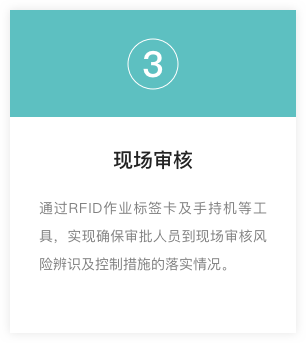 3
现场审核
通过RFID作业标签卡及手持机等工
具，实现确保审批人员到现场审核风
险辨识及控制措施的落实情况。